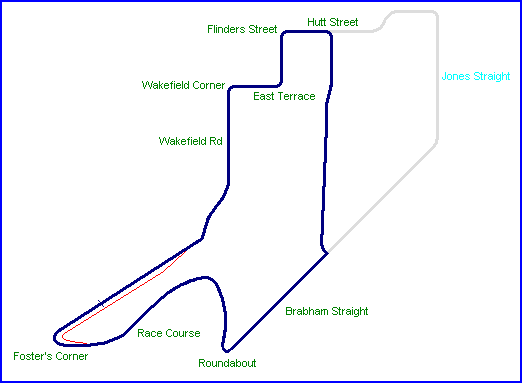 Hutt Street
Flinders Street
Jones Straight
Wakefield Corner
East Terrace
Wakefield Rd
Brabham Straight
Race Course
Foster's Corner
Roundabout